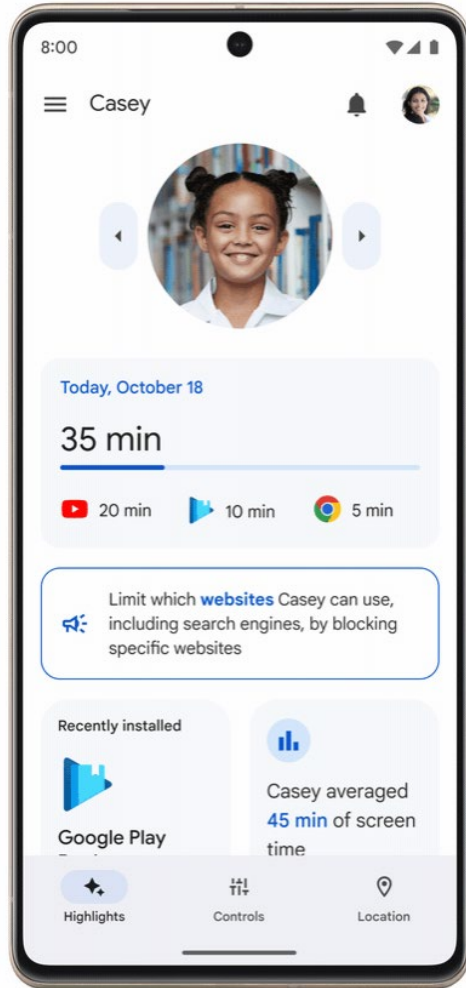 8:00
Casey
Today, October 18
35 min
20 min
10 min
5 min
Limit which websites Casey can use,
including search engines, by blocking
specific websites
Recently installed
Google Play
Casey averaged
45 min of screen
time
Highlights
Controls
Location